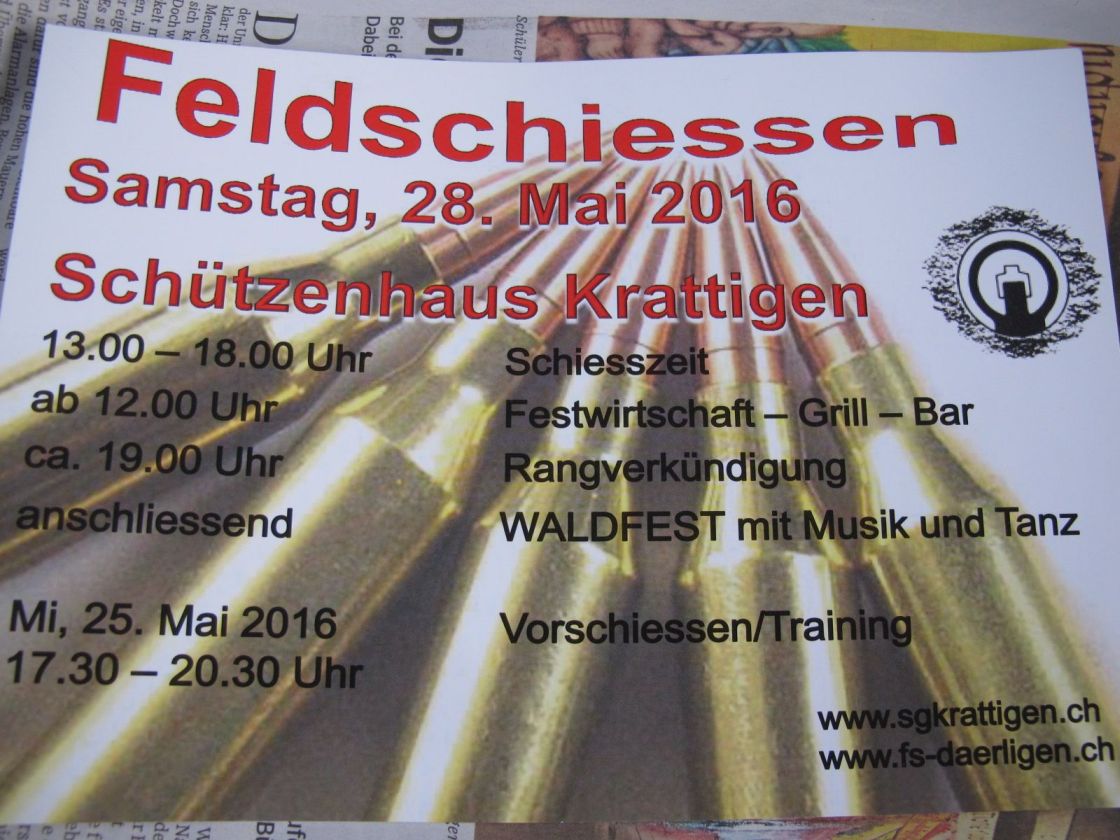 Feldschiessen
Samstag, 28. Mai 2016
Schützenhaus Krattigen
13.00 – 18.00 Uhr Schiesszeit
ab 12.00 Uhr Festwirtschaft – Grill – Bar
ca. 19.00 Uhr Rangverkündigung
anschliessend WALDFEST mit Musik und Tanz
Mi, 25. Mai 2016 Vorschiessen/Training
17.30 – 20.30 Uhr
www.sgkrattigen.ch
www.fs-daerligen.ch